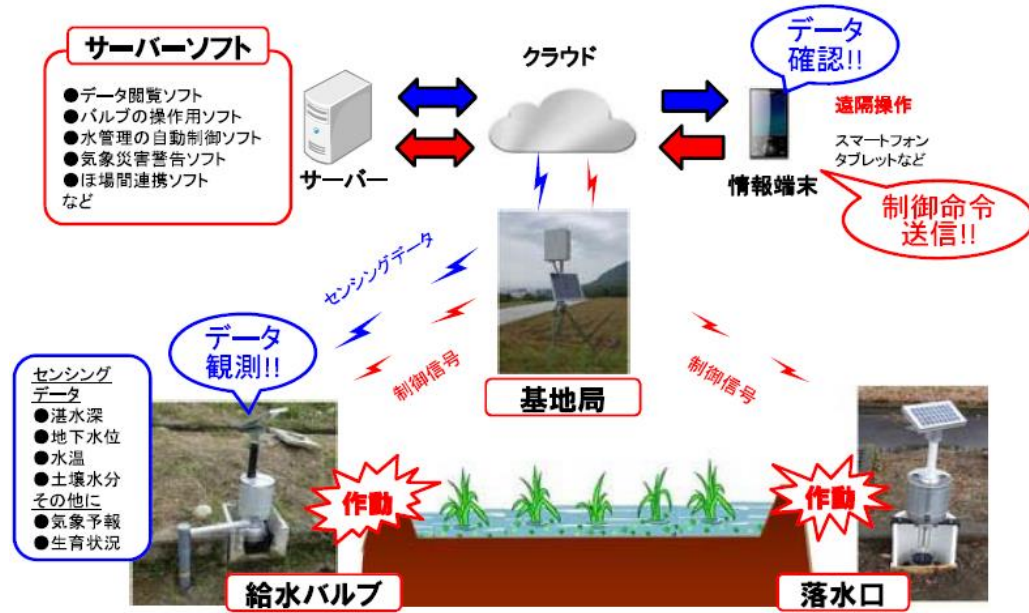 サーバーソフト
●データ閲覧ソフト
●バルブの操作用ソフト
●水管理の自動制御ソフト
●気象災害警告ソフト
●ほ場間連携ソフト
など
サーバー
クラウド
データ
確認!!
遠隔操作
スマートフォン
タブレットなど
情報端末
制御命令
送信!!
センシングデータ
制御信号
制御信号
基地局
データ
観測!!
センシング
データ
●湛水深
●地下水位
●水温
●土壌水分
その他に
●気象予報
●生育状況
作動
作動
給水バルブ
落水口